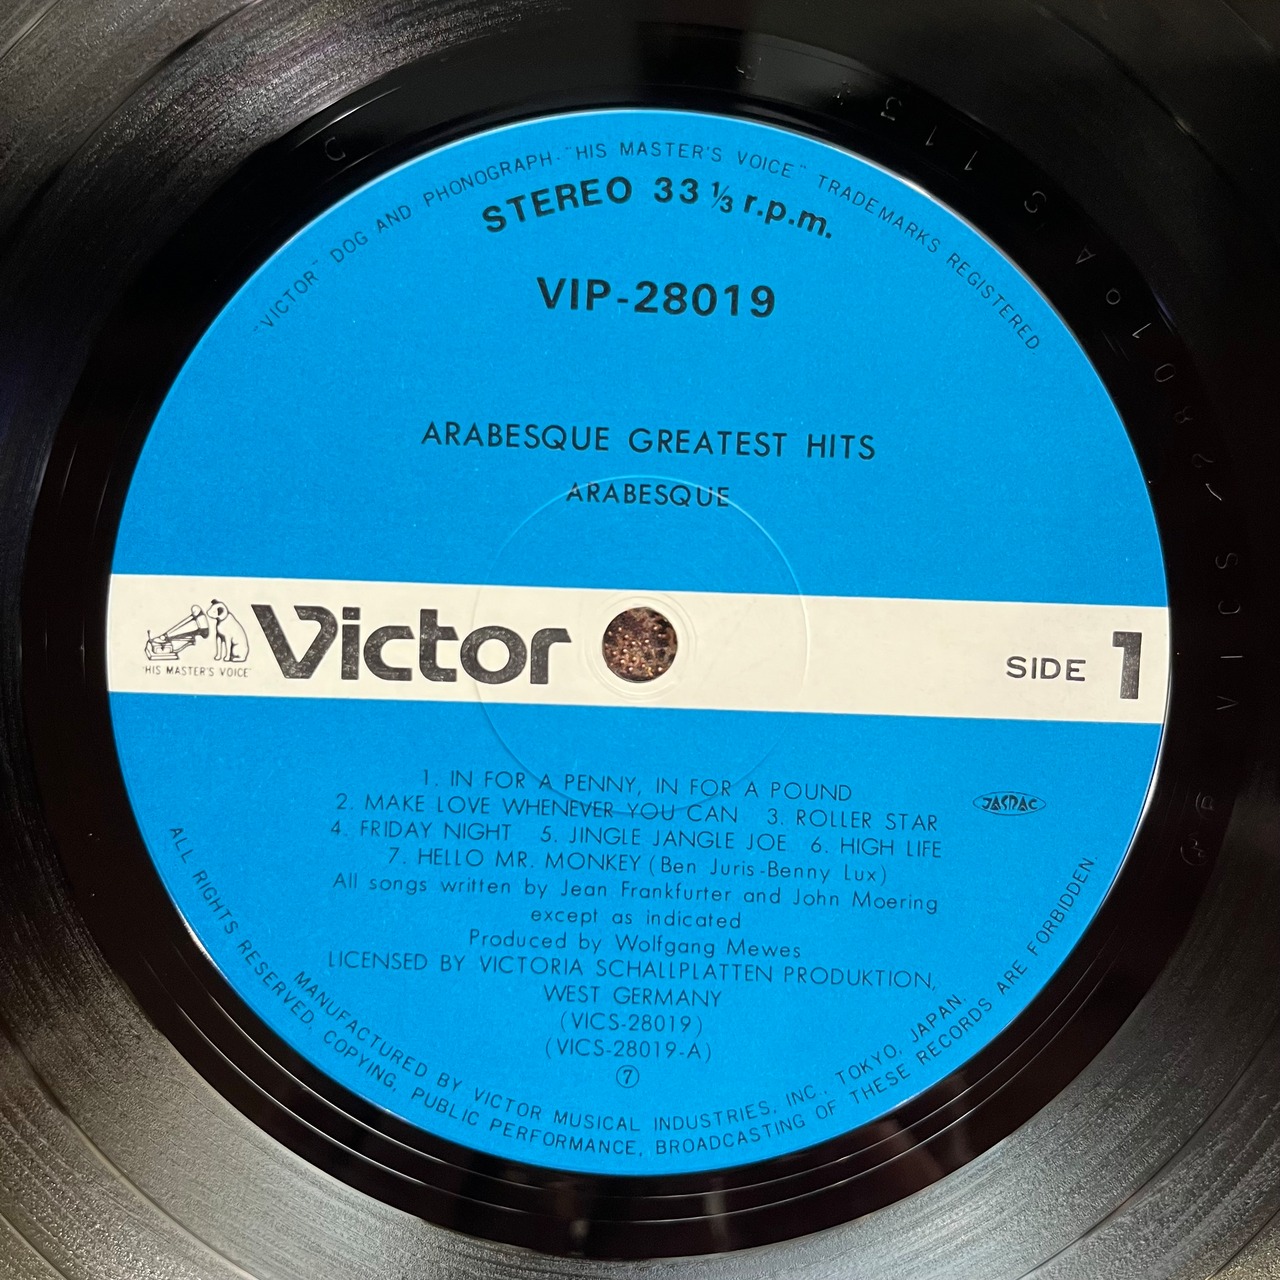 "VICTOR" DOG AND PHONOGRAPH·"HIS MASTER'S VOICE" TRADEMARKS REGISTERED
STEREO 33⅓ r.p.m.
VIP-28019
ARABESQUE GREATEST HITS
ARABESQUE
"HIS MASTER'S VOICE"
Victor
SIDE 1
1. IN FOR A PENNY, IN FOR A POUND
2. MAKE LOVE WHENEVER YOU CAN 3. ROLLER STAR
4. FRIDAY NIGHT 5. JINGLE JANGLE JOE 6. HIGH LIFE
7. HELLO MR. MONKEY (Ben Juris-Benny Lux)
JASRAC
All songs written by Jean Frankfurter and John Moering
except as indicated
Produced by Wolfgang Mewes
LICENSED BY VICTORIA SCHALLPLATTEN PRODUKTION,
WEST GERMANY
(VICS-28019)
(VICS-28019-A)
⑦
MANUFACTURED BY VICTOR MUSICAL INDUSTRIES, INC., TOKYO, JAPAN.
ALL RIGHTS RESERVED. COPYING, PUBLIC PERFORMANCE, BROADCASTING OF THESE RECORDS ARE FORBIDDEN.